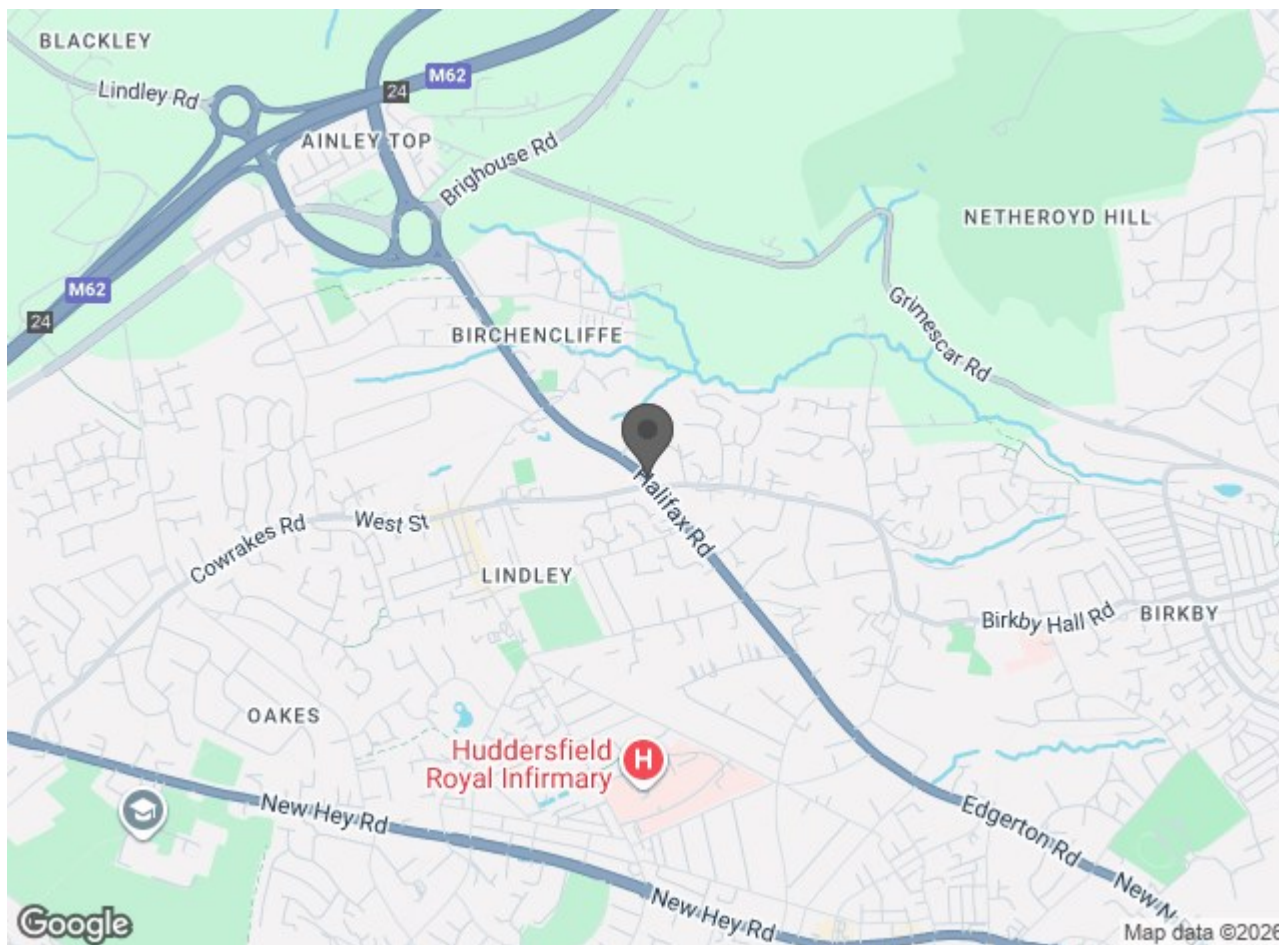 BLACKLEY
Lindley Rd
M62
24
AINLEY TOP
Brighouse Rd
NETHEROYD HILL
M62
24
BIRCHENCLIFFE
Grimescar Rd
Halifax Rd
Cowrakes Rd
West St
LINDLEY
Birkby Hall Rd
BIRKBY
OAKES
Huddersfield
Royal Infirmary
H
New Hey Rd
Edgerton Rd
New Hey Rd
New N
Google
Map data ©2026